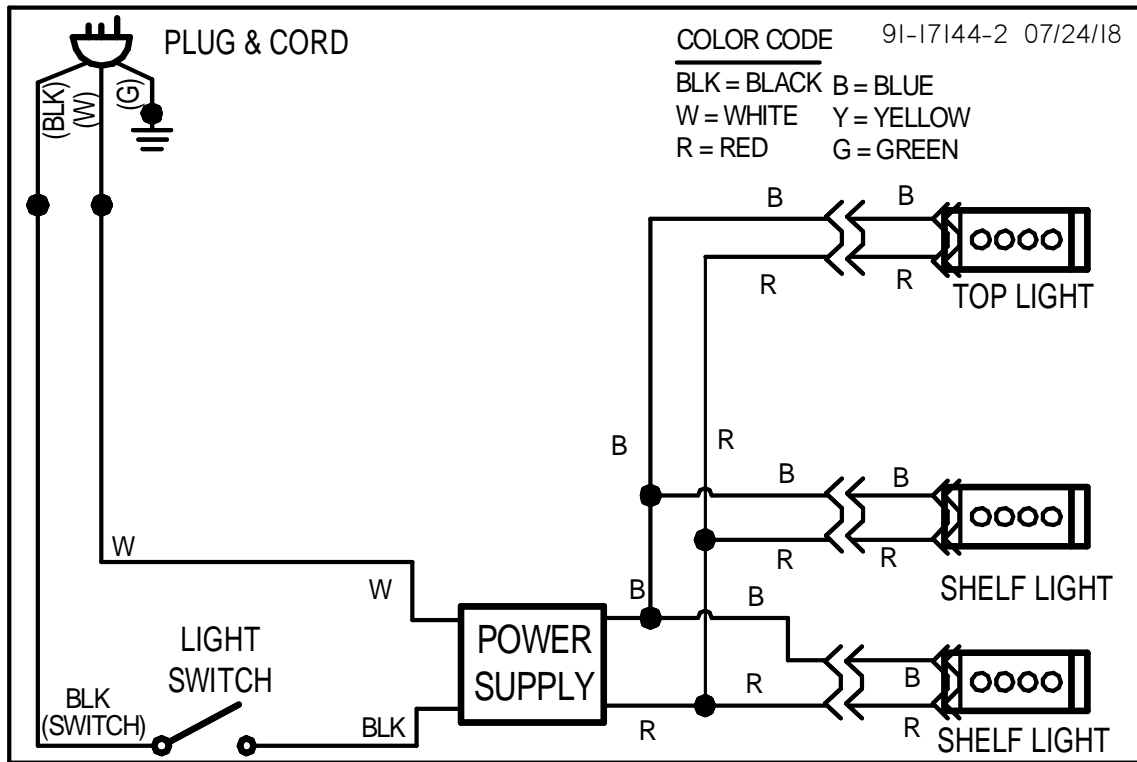 PLUG & CORD
COLOR CODE
91-17144-2 07/24/18
BLK = BLACK B = BLUE
W = WHITE Y = YELLOW
R = RED G = GREEN
(BLK)
(W)
(G)
B
B
R
R
TOP LIGHT
B
R
B
B
R
R
SHELF LIGHT
W
W
B
B
POWER
SUPPLY
LIGHT
SWITCH
BLK
(SWITCH)
BLK
R
R
B
R
SHELF LIGHT